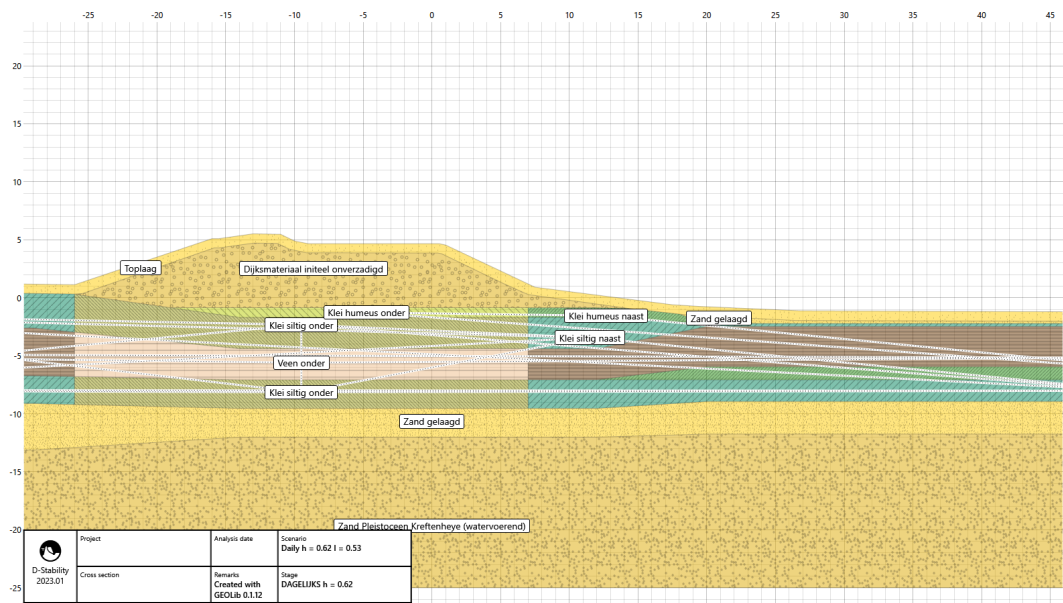 -25 -20 -15 -10 -5 0 5 10 15 20 25 30 35 40 45
20
15
10
5
Toplaag
Dijksmateriaal initeel onverzadigd
0
Klei humeus onder
Klei humeus naast
Zand gelaagd
Klei siltig onder
Klei siltig naast
-5
Veen onder
Klei siltig onder
-10
Zand gelaagd
-15
-20
Zand Pleistoceen Kreftenheye (watervoerend)
Project
Analysis date
Scenario
Daily h = 0.62 l = 0.53
D-Stability
2023.01
Cross section
Remarks
Created with
GEOLib 0.1.12
Stage
DAGELIJKS h = 0.62
-25